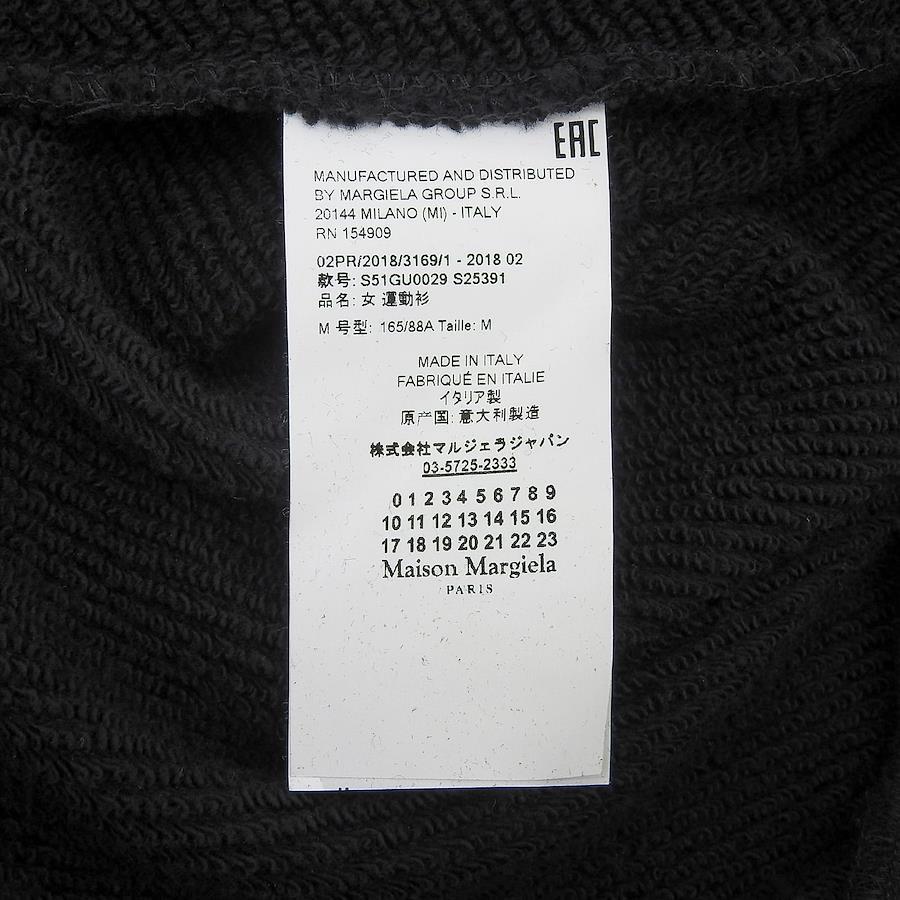 EAC
MANUFACTURED AND DISTRIBUTED
BY MARGIELA GROUP S.R.L.
20144 MILANO (MI) - ITALY
RN 154909
02PR/2018/3169/1 - 2018 02
款号: S51GU0029 S25391
品名: 女 運動衫
M 号型: 165/88A Taille: M
MADE IN ITALY
FABRIQUÉ EN ITALIE
イタリア製
原产国: 意大利製造
株式会社マルジェラジャパン
03-5725-2333
0 1 2 3 4 5 6 7 8 9
10 11 12 13 14 15 16
17 18 19 20 21 22 23
Maison Margiela
PARIS